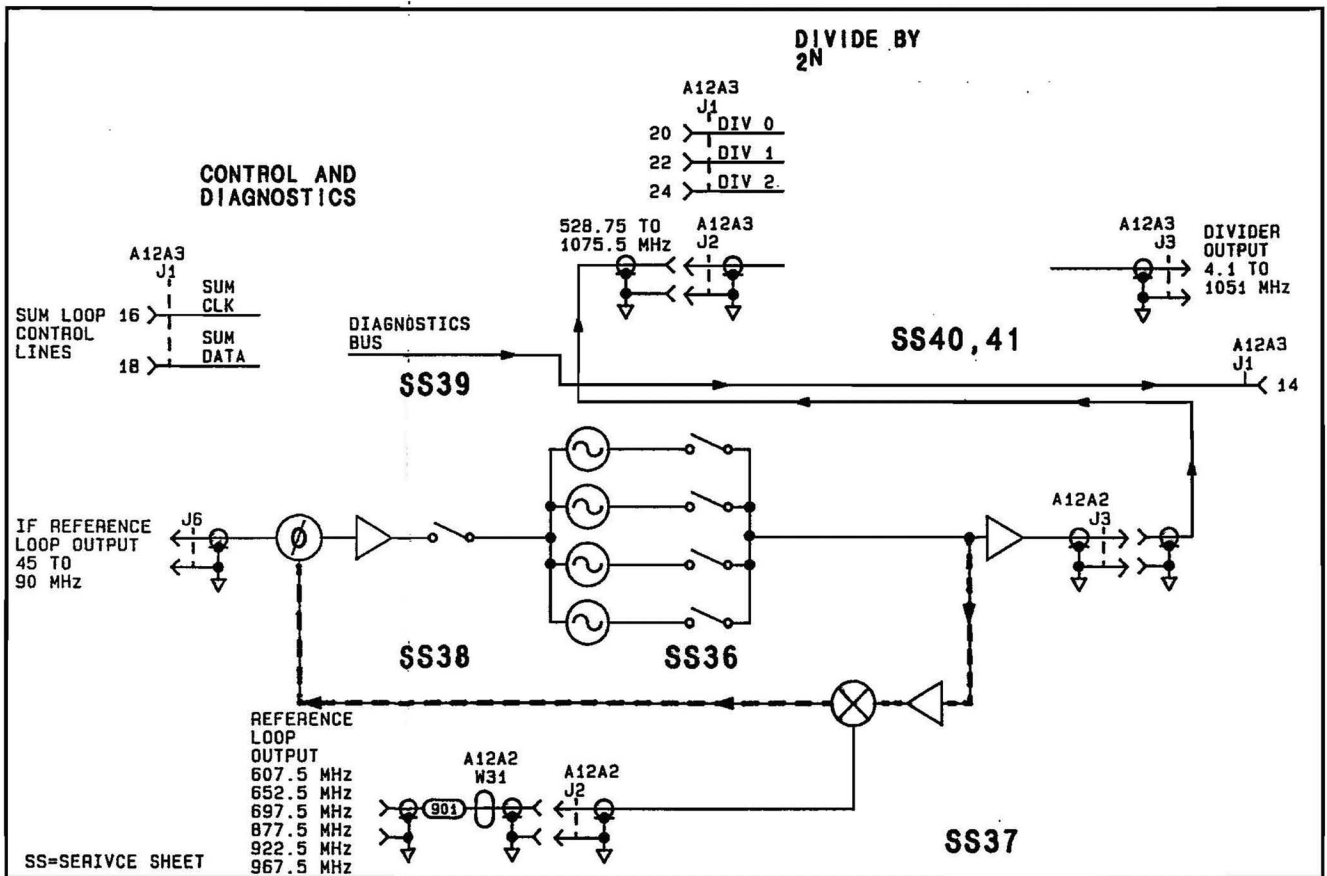 DIVIDE BY
2N
A12A3
J1
20 DIV 0
22 DIV 1
24 DIV 2
CONTROL AND
DIAGNOSTICS
528.75 TO
1075.5 MHz
A12A3
J2
A12A3
J3
DIVIDER
OUTPUT
4.1 TO
1051 MHz
A12A3
J1
SUM LOOP
CONTROL
LINES
16
SUM
CLK
18
SUM
DATA
DIAGNOSTICS
BUS
SS39
SS40,41
A12A3
J1
14
IF REFERENCE
LOOP OUTPUT
45 TO
90 MHz
J6
Ø
A12A2
J3
SS38
SS36
REFERENCE
LOOP
OUTPUT
607.5 MHz
652.5 MHz
697.5 MHz
877.5 MHz
922.5 MHz
967.5 MHz
901
A12A2
W31
A12A2
J2
SS37
SS=SERIVCE SHEET